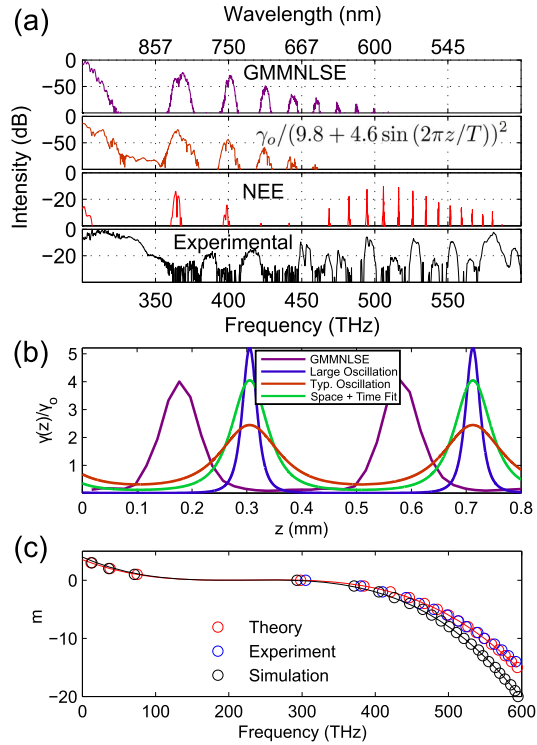 (a)
Wavelength (nm)
857 750 667 600 545
GMMNLSE
γ_o/(9.8 + 4.6 sin (2πz/T))^2
NEE
Experimental
Intensity (dB)
0
−50
0
−50
0
−20
0
−20
350 400 450 500 550
Frequency (THz)
(b)
GMMNLSE
Large Oscillation
Typ. Oscillation
Space + Time Fit
γ(z)/γ_o
5
4
3
2
1
0 0.1 0.2 0.3 0.4 0.5 0.6 0.7 0.8
z (mm)
(c)
m
0
−10
−20
Theory
Experiment
Simulation
0 100 200 300 400 500 600
Frequency (THz)